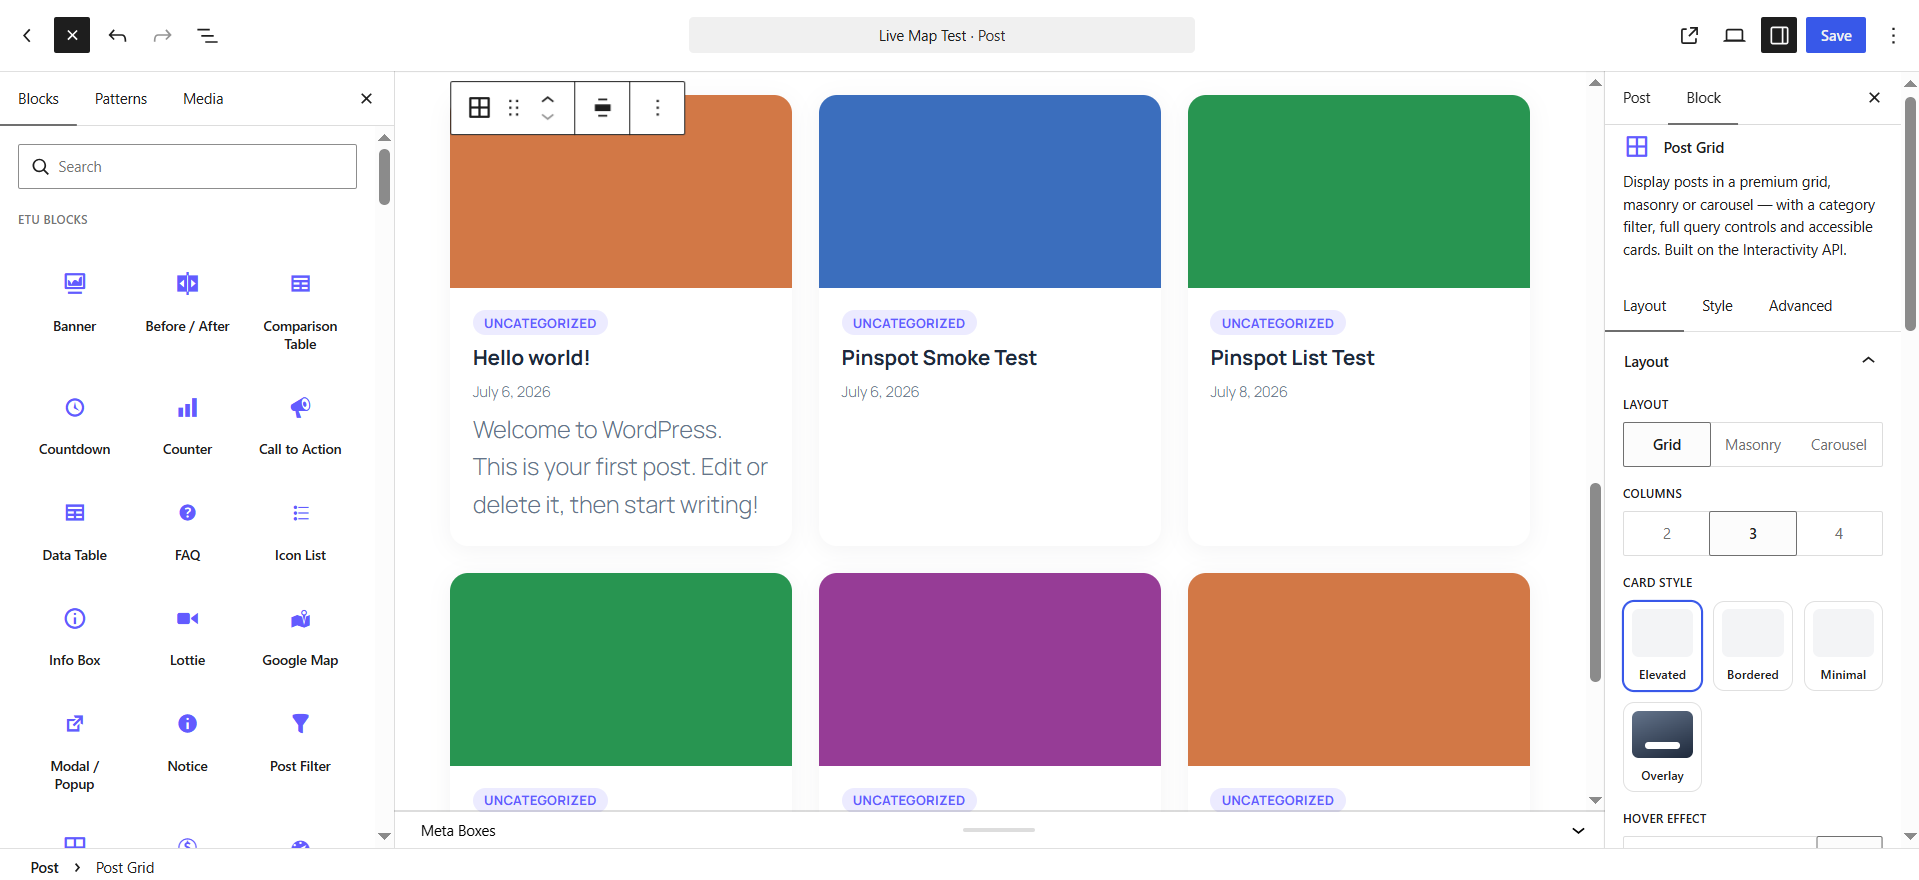 Live Map Test · Post
Save
Blocks
Patterns
Media
Search
ETU BLOCKS
Banner
Before / After
Comparison
Table
Countdown
Counter
Call to Action
Data Table
FAQ
Icon List
Info Box
Lottie
Google Map
Modal /
Popup
Notice
Post Filter
UNCATEGORIZED
Hello world!
July 6, 2026
Welcome to WordPress.
This is your first post. Edit or
delete it, then start writing!
UNCATEGORIZED
Pinspot Smoke Test
July 6, 2026
UNCATEGORIZED
Pinspot List Test
July 8, 2026
UNCATEGORIZED
UNCATEGORIZED
UNCATEGORIZED
Meta Boxes
Post
Block
Post Grid
Display posts in a premium grid,
masonry or carousel — with a category
filter, full query controls and accessible
cards. Built on the Interactivity API.
Layout
Style
Advanced
Layout
LAYOUT
Grid
Masonry
Carousel
COLUMNS
2
3
4
CARD STYLE
Elevated
Bordered
Minimal
Overlay
HOVER EFFECT
Post
Post Grid